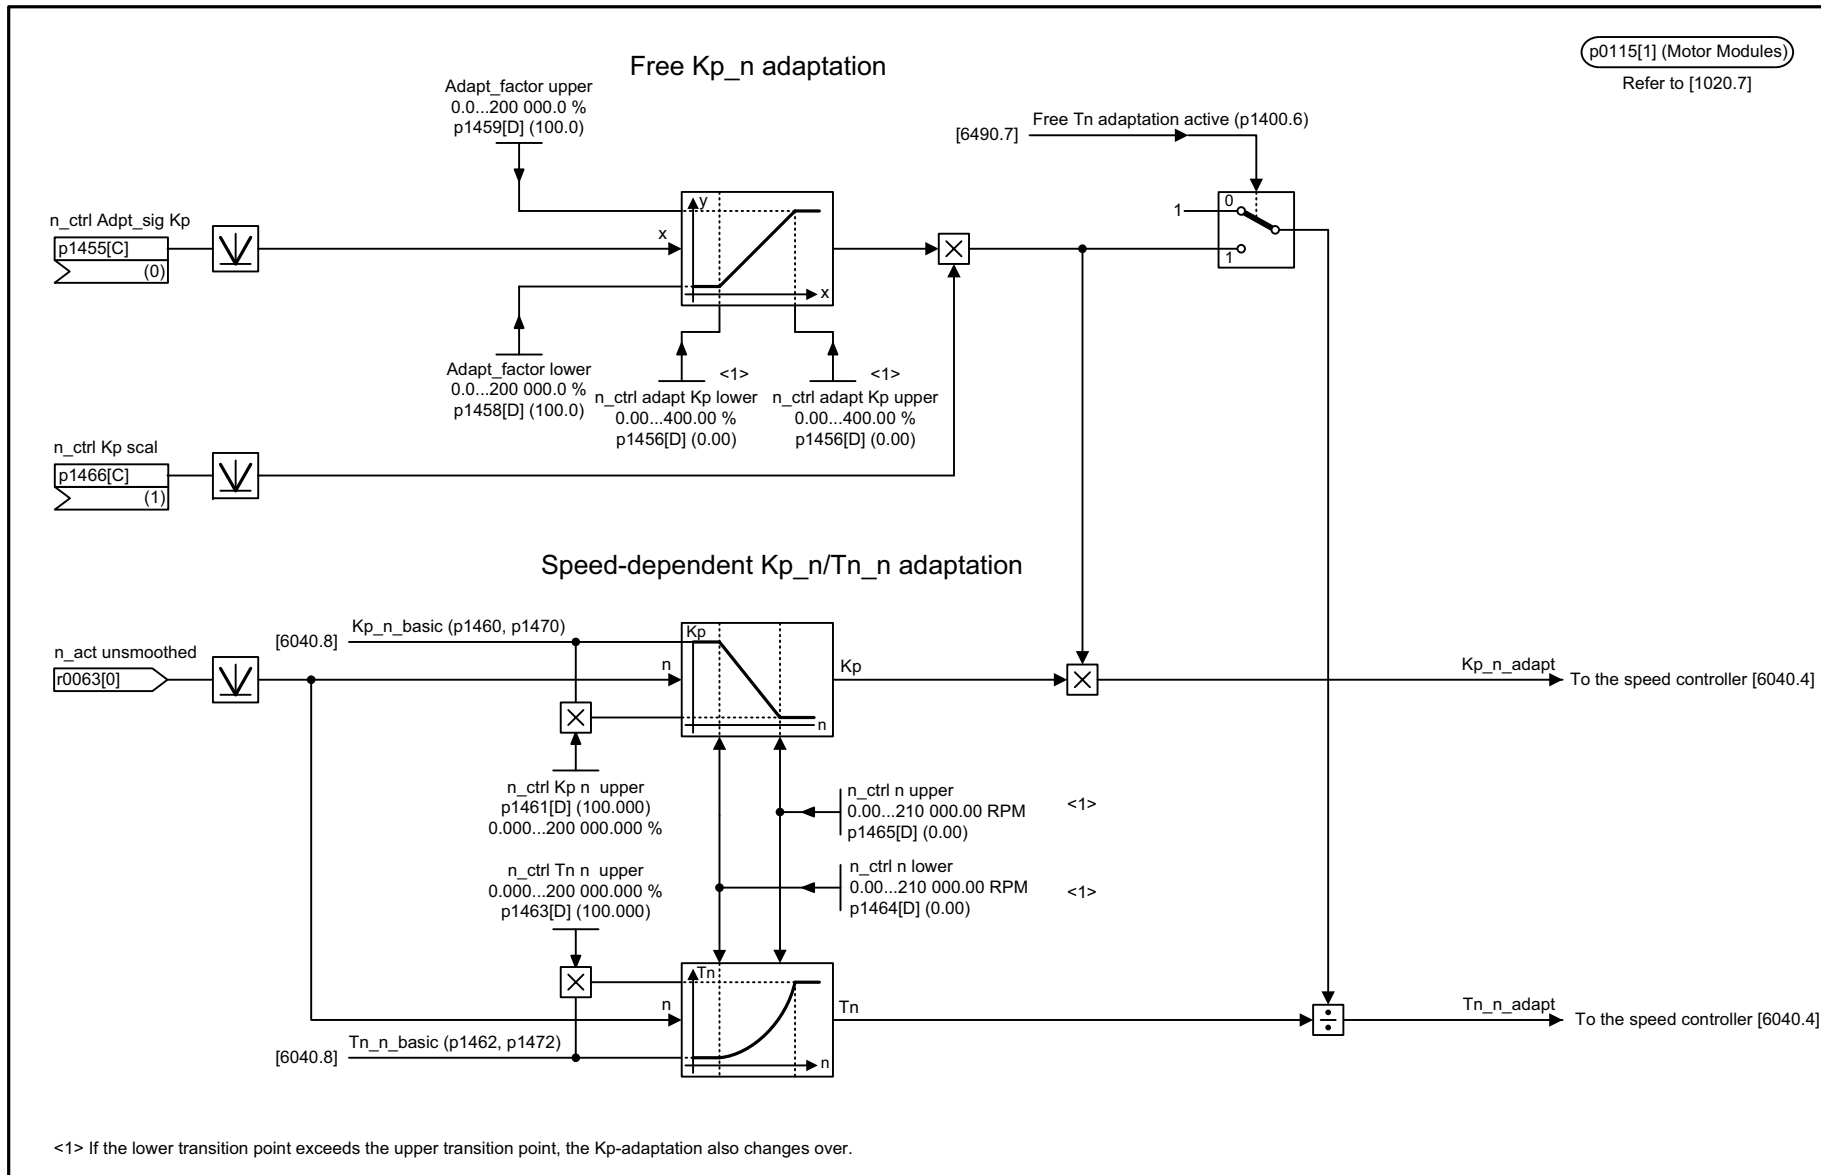 Free Kp_n adaptation
p0115[1] (Motor Modules)
Refer to [1020.7]
Adapt_factor upper
0.0...200 000.0 %
p1459[D] (100.0)
Free Tn adaptation active (p1400.6)
[6490.7]
n_ctrl Adpt_sig Kp
p1455[C]
(0)
x
y
x
1
0
1
Adapt_factor lower
0.0...200 000.0 %
p1458[D] (100.0)
<1>
n_ctrl adapt Kp lower
0.00...400.00 %
p1456[D] (0.00)
<1>
n_ctrl adapt Kp upper
0.00...400.00 %
p1456[D] (0.00)
n_ctrl Kp scal
p1466[C]
(1)
Speed-dependent Kp_n/Tn_n adaptation
Kp_n_basic (p1460, p1470)
[6040.8]
n_act unsmoothed
r0063[0]
n
Kp
n
Kp
Kp_n_adapt
To the speed controller [6040.4]
n_ctrl Kp n upper
p1461[D] (100.000)
0.000...200 000.000 %
n_ctrl n upper
0.00...210 000.00 RPM
p1465[D] (0.00)
<1>
n_ctrl Tn n upper
0.000...200 000.000 %
p1463[D] (100.000)
n_ctrl n lower
0.00...210 000.00 RPM
p1464[D] (0.00)
<1>
Tn
n
n
Tn
Tn_n_adapt
To the speed controller [6040.4]
Tn_n_basic (p1462, p1472)
[6040.8]
<1> If the lower transition point exceeds the upper transition point, the Kp-adaptation also changes over.